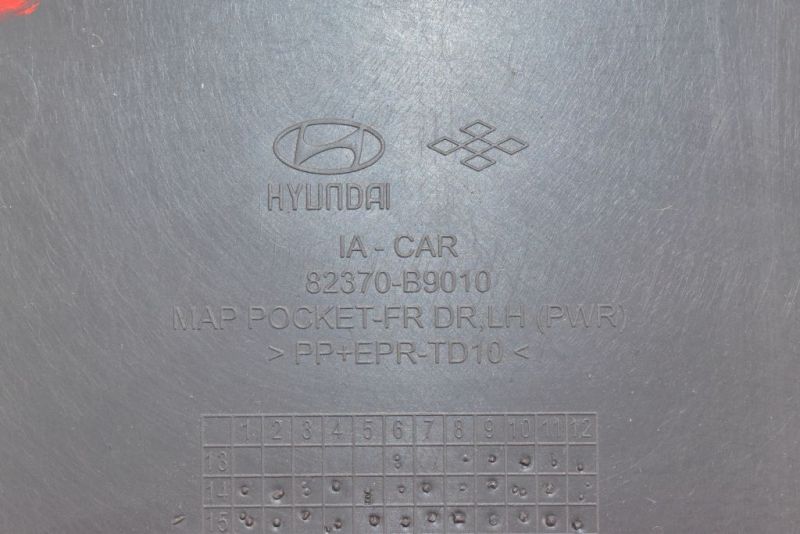 HYUNDAI
IA - CAR
82370-B9010
MAP POCKET-FR DR,LH (PWR)
> PP+EPR-TD10 <
1 2 3 4 5 6 7 8 9 10 11 12
13
14
15